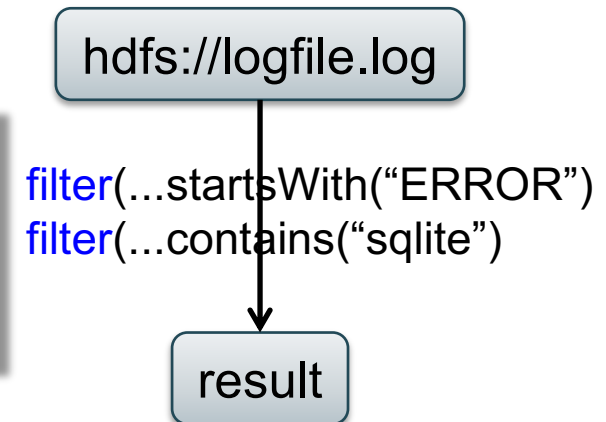 hdfs://logfile.log
filter(...startsWith(“ERROR”)
filter(...contains(“sqlite”)
result